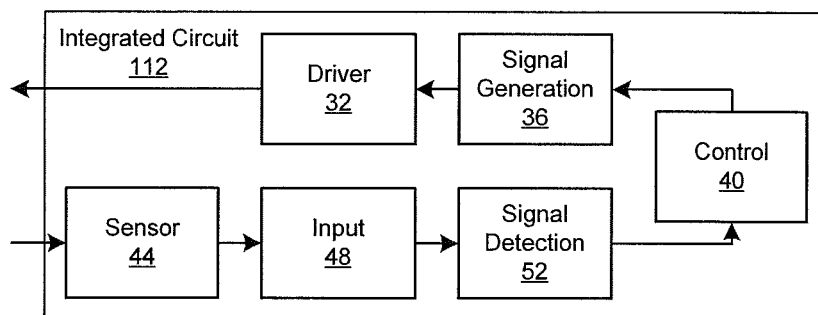 Integrated Circuit
112
Driver
32
Signal
Generation
36
Control
40
Sensor
44
Input
48
Signal
Detection
52